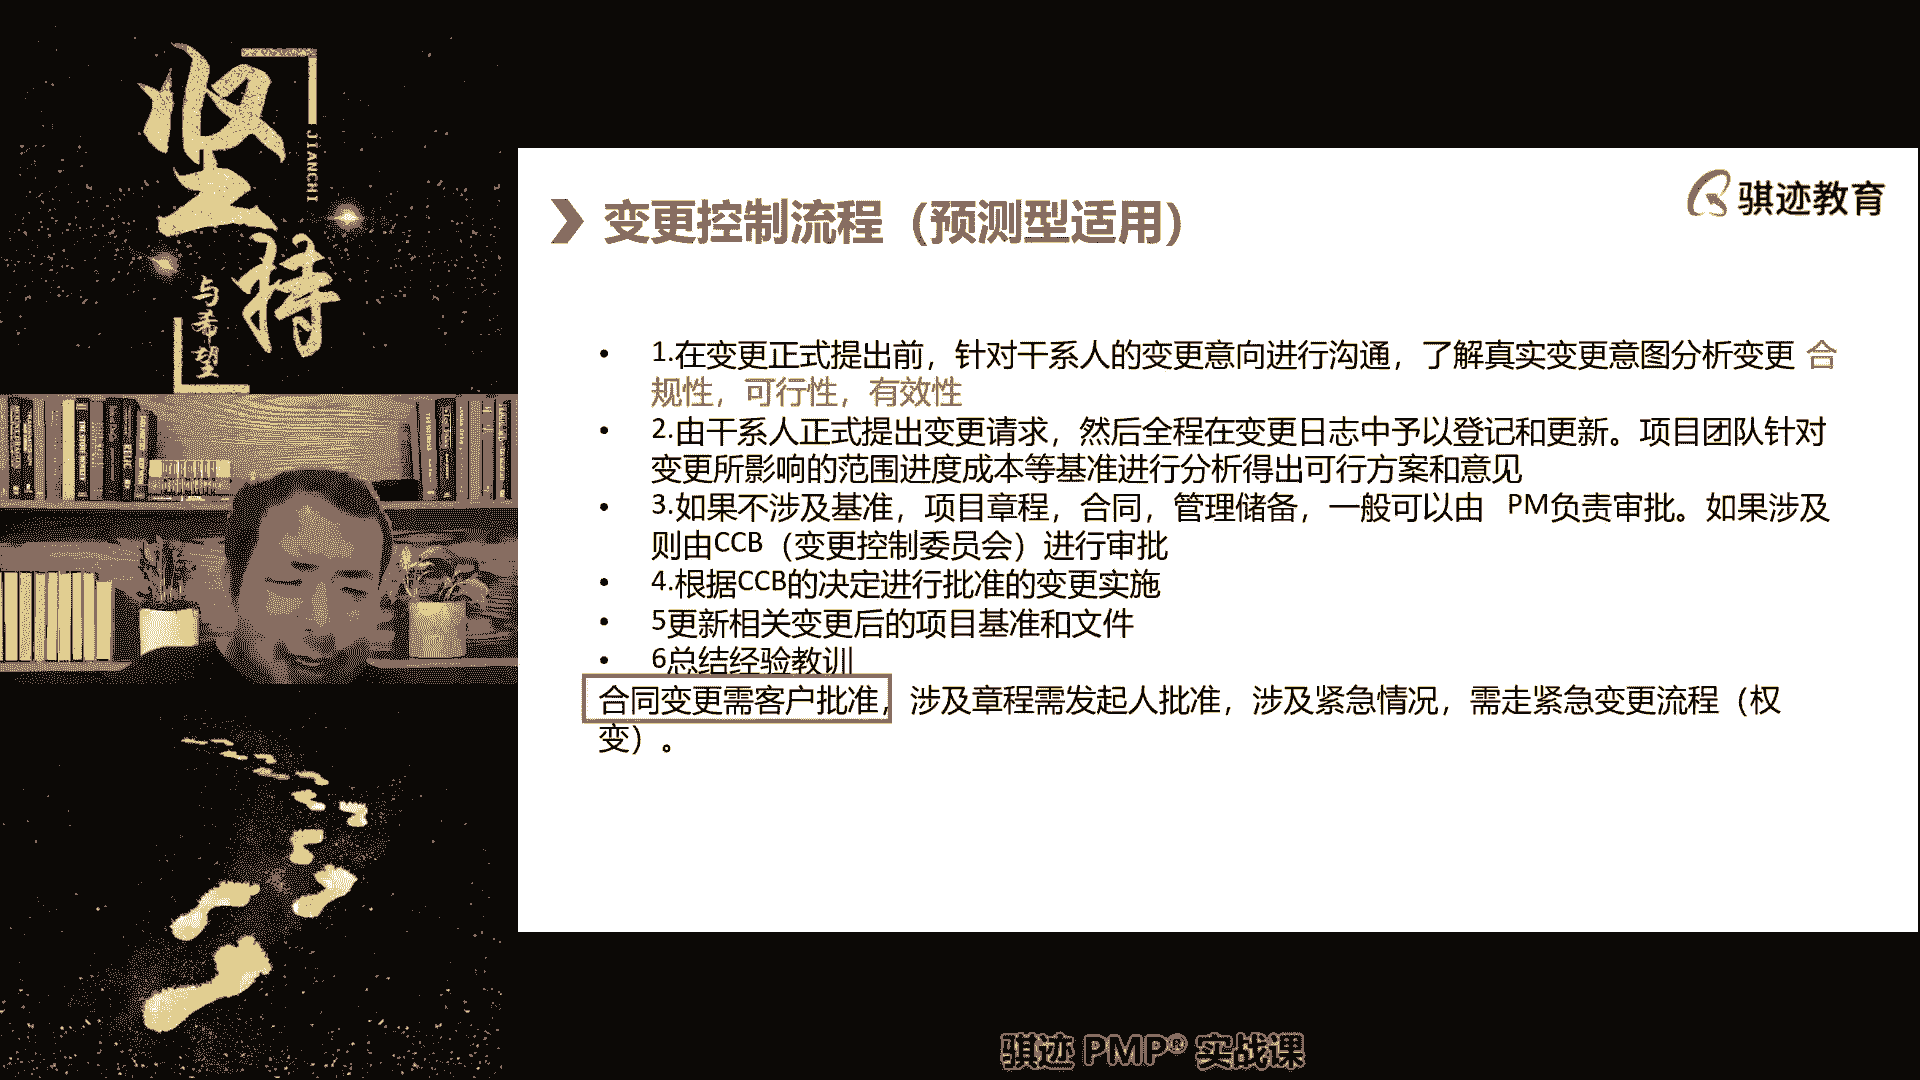 坚持
JIANCHI
与希望
骐迹教育
变更控制流程（预测型适用）
• 1.在变更正式提出前，针对干系人的变更意向进行沟通，了解真实变更意图分析变更 合
规性，可行性，有效性
• 2.由干系人正式提出变更请求，然后全程在变更日志中予以登记和更新。项目团队针对
变更所影响的范围进度成本等基准进行分析得出可行方案和意见
• 3.如果不涉及基准，项目章程，合同，管理储备，一般可以由 PM负责审批。如果涉及
则由CCB（变更控制委员会）进行审批
• 4.根据CCB的决定进行批准的变更实施
• 5更新相关变更后的项目基准和文件
• 6总结经验教训
合同变更需客户批准，涉及章程需发起人批准，涉及紧急情况，需走紧急变更流程（权
变）。
骐迹 PMP® 实战课